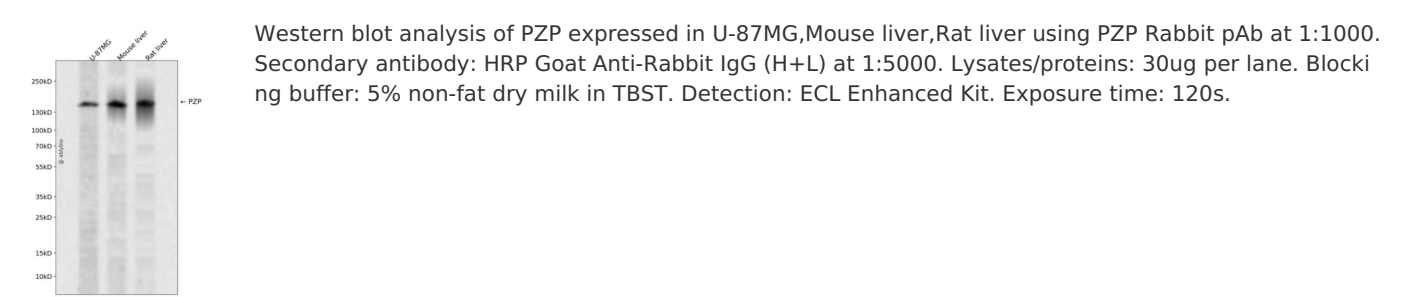 U-87MG
Mouse liver
Rat liver
250kD
130kD
100kD
70kD
55kD
35kD
25kD
15kD
10kD
← PZP
© ablybio
Western blot analysis of PZP expressed in U-87MG,Mouse liver,Rat liver using PZP Rabbit pAb at 1:1000.
Secondary antibody: HRP Goat Anti-Rabbit IgG (H+L) at 1:5000. Lysates/proteins: 30ug per lane. Blocki
ng buffer: 5% non-fat dry milk in TBST. Detection: ECL Enhanced Kit. Exposure time: 120s.